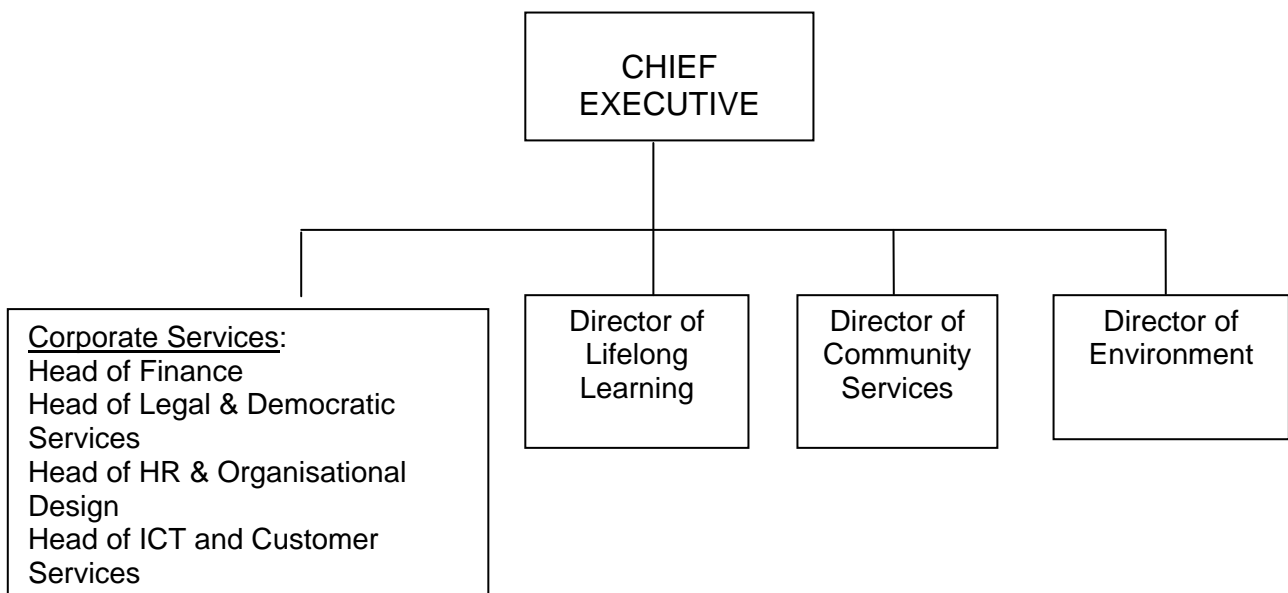 CHIEF
EXECUTIVE
Corporate Services:
Head of Finance
Head of Legal & Democratic
Services
Head of HR & Organisational
Design
Head of ICT and Customer
Services
Director of
Lifelong
Learning
Director of
Community
Services
Director of
Environment